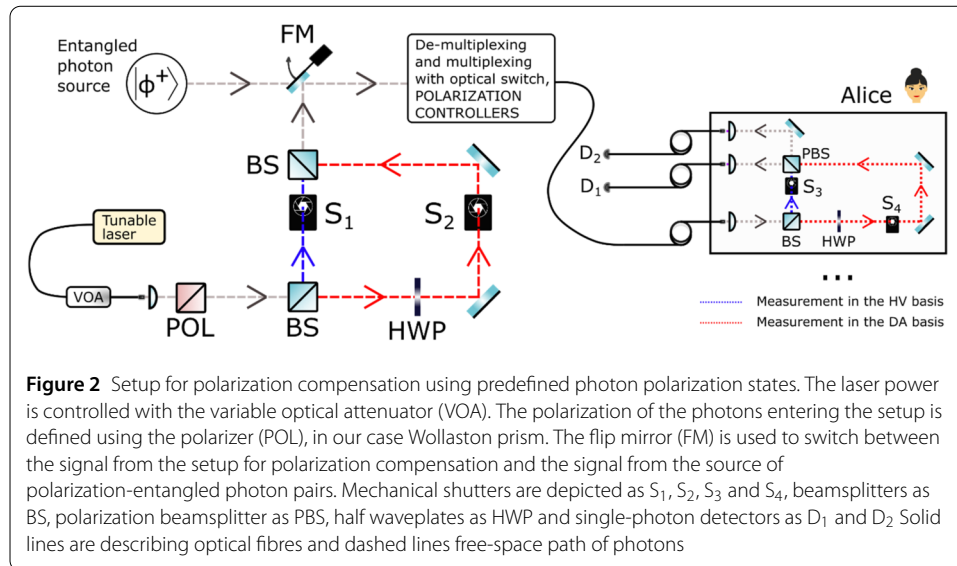 Entangled
photon
source
|ϕ⁺⟩
FM
De-multiplexing
and multiplexing
with optical switch,
POLARIZATION
CONTROLLERS
Alice
D₂
D₁
PBS
S₃
S₄
BS
HWP
...
BS
S₁
S₂
Tunable
laser
VOA
POL
BS
HWP
Measurement in the HV basis
Measurement in the DA basis
Figure 2 Setup for polarization compensation using predefined photon polarization states. The laser power
is controlled with the variable optical attenuator (VOA). The polarization of the photons entering the setup is
defined using the polarizer (POL), in our case Wollaston prism. The flip mirror (FM) is used to switch between
the signal from the setup for polarization compensation and the signal from the source of
polarization-entangled photon pairs. Mechanical shutters are depicted as S₁, S₂, S₃ and S₄, beamsplitters as
BS, polarization beamsplitter as PBS, half waveplates as HWP and single-photon detectors as D₁ and D₂ Solid
lines are describing optical fibres and dashed lines free-space path of photons